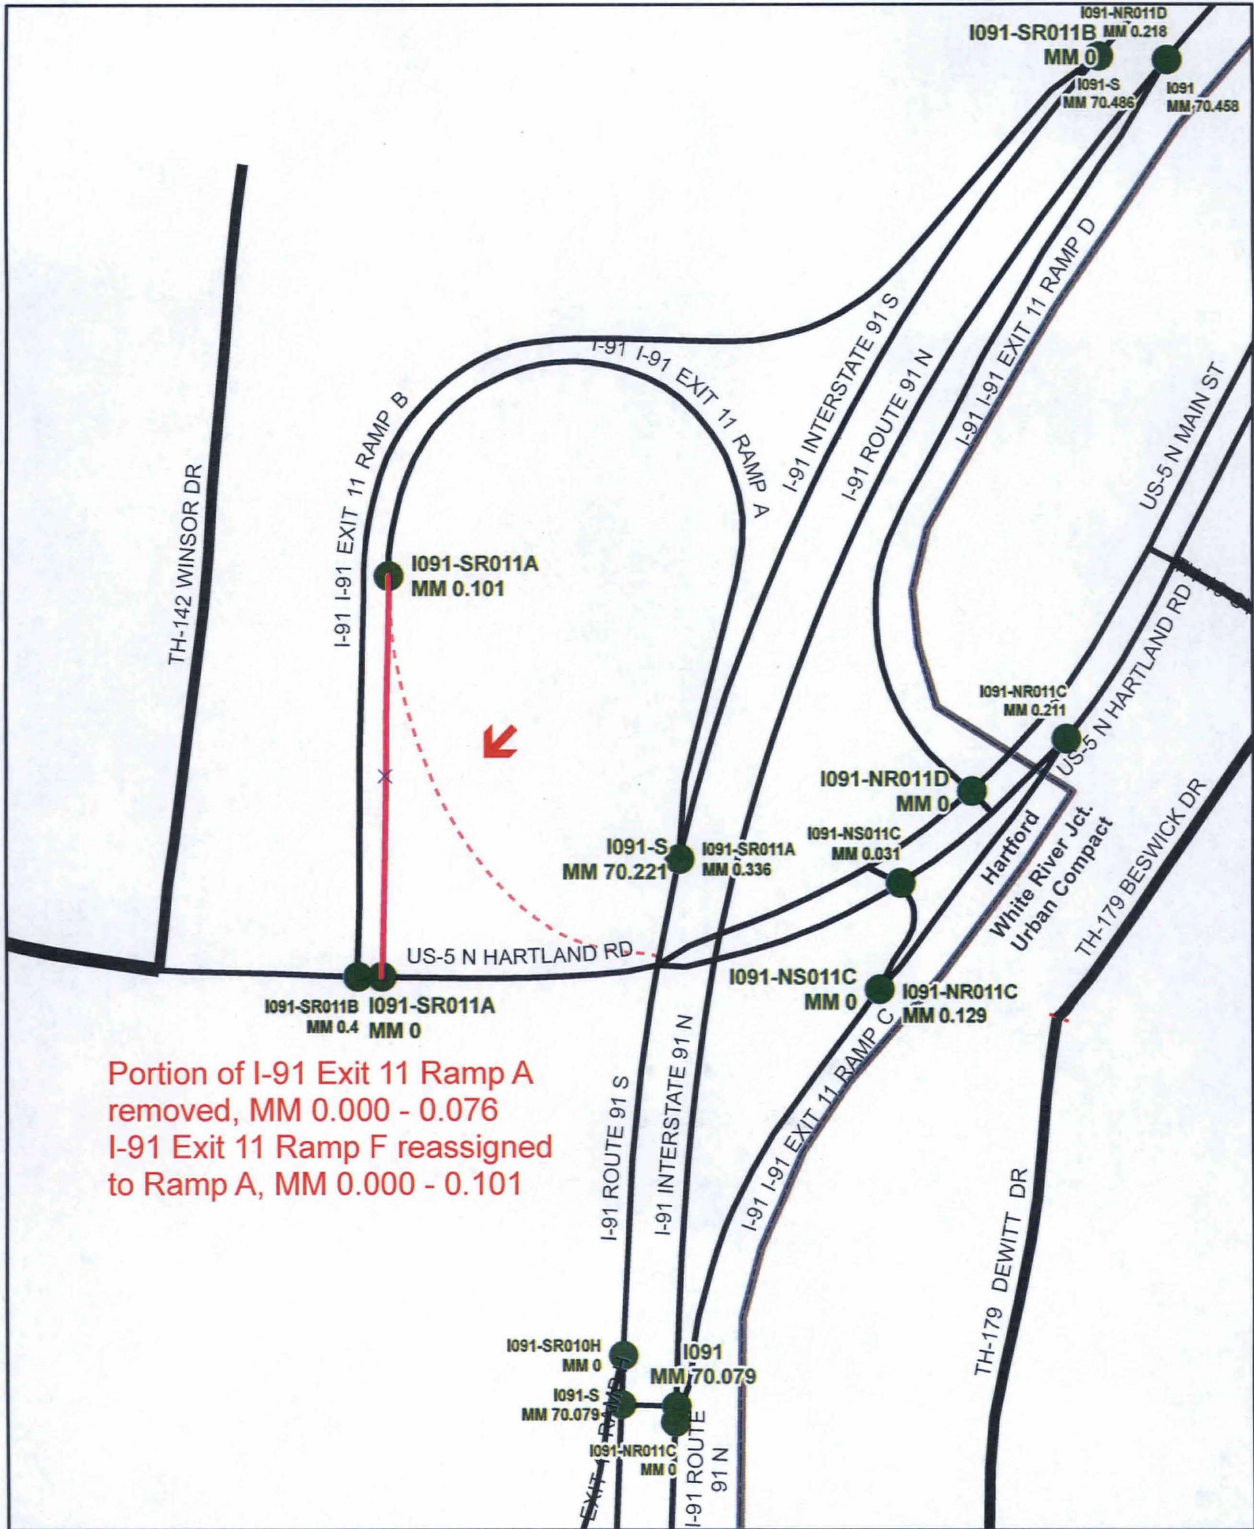 I091-NR011D
MM 0.218
I091-SR011B
MM 0
I091-S
MM 70.486
I091
MM 70.458
TH-142 WINSOR DR
I-91 I-91 EXIT 11 RAMP B
I-91 I-91 EXIT 11 RAMP A
I-91 INTERSTATE 91 S
I-91 ROUTE 91 N
I-91 I-91 EXIT 11 RAMP D
US-5 N MAIN ST
I091-SR011A
MM 0.101
US-5 N HARTLAND RD
I091-NR011C
MM 0.211
I091-NR011D
MM 0
I091-NS011C
MM 0.031
I091-S
MM 70.221
I091-SR011A
MM 0.336
Hartford
White River Jct.
Urban Compact
TH-179 BESWICK DR
US-5 N HARTLAND RD
I091-SR011B
MM 0.4
I091-SR011A
MM 0
I091-NS011C
MM 0
I091-NR011C
MM 0.129
Portion of I-91 Exit 11 Ramp A
removed, MM 0.000 - 0.076
I-91 Exit 11 Ramp F reassigned
to Ramp A, MM 0.000 - 0.101
I-91 ROUTE 91 S
I-91 INTERSTATE 91 N
I-91 I-91 EXIT 11 RAMP C
TH-179 DEWITT DR
I091-SR010H
MM 0
I091
MM 70.079
I091-S
MM 70.079
I091-NR011C
MM 0
EXIT RAMP
I-91 ROUTE
91 N